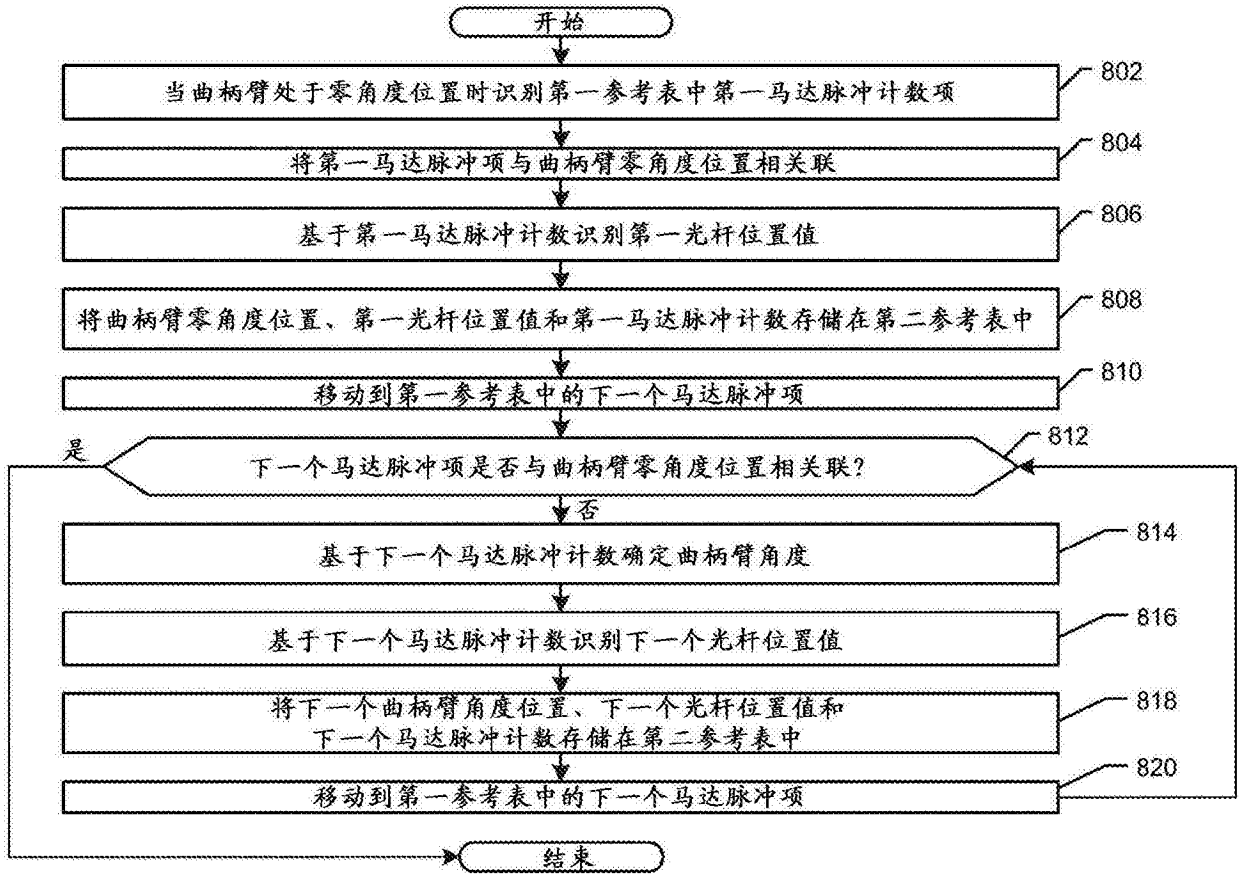 开始
当曲柄臂处于零角度位置时识别第一参考表中第一马达脉冲计数项
802
将第一马达脉冲项与曲柄臂零角度位置相关联
804
基于第一马达脉冲计数识别第一光杆位置值
806
将曲柄臂零角度位置、第一光杆位置值和第一马达脉冲计数存储在第二参考表中
808
移动到第一参考表中的下一个马达脉冲项
810
是
下一个马达脉冲项是否与曲柄臂零角度位置相关联?
812
否
基于下一个马达脉冲计数确定曲柄臂角度
814
基于下一个马达脉冲计数识别下一个光杆位置值
816
将下一个曲柄臂角度位置、下一个光杆位置值和
下一个马达脉冲计数存储在第二参考表中
818
移动到第一参考表中的下一个马达脉冲项
820
结束